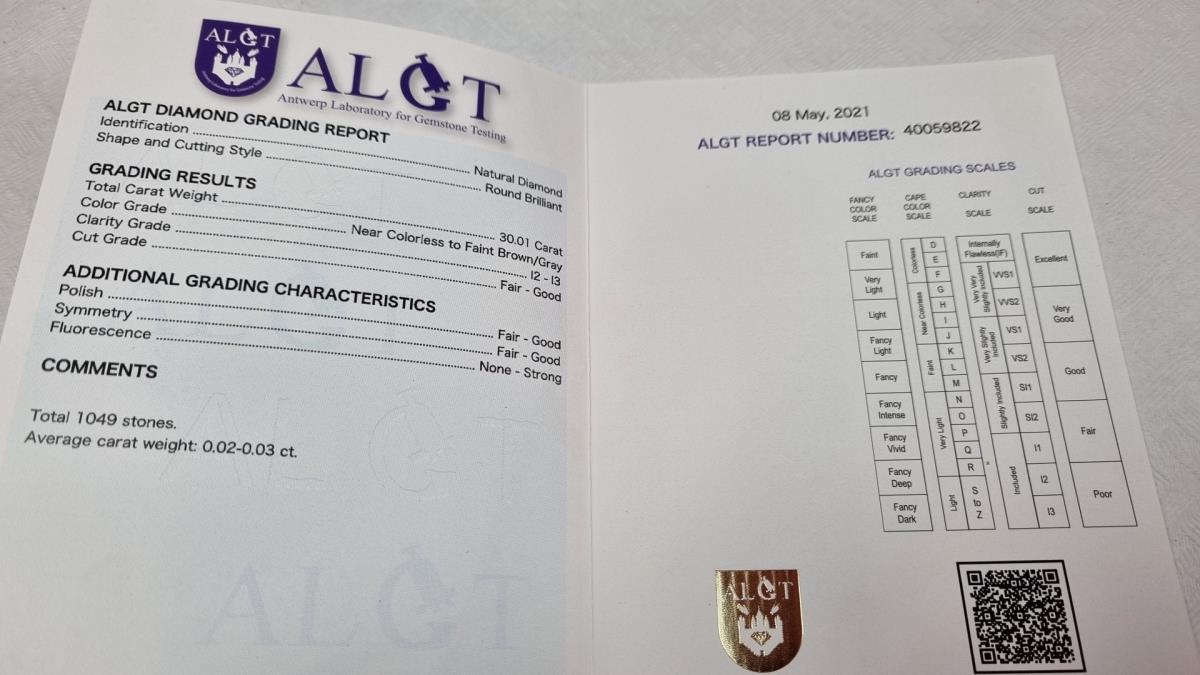 ALGT
ALGT
Antwerp Laboratory for Gemstone Testing
ALGT DIAMOND GRADING REPORT
Identification Natural Diamond
Shape and Cutting Style Round Brilliant
GRADING RESULTS
Total Carat Weight 30.01 Carat
Color Grade Near Colorless to Faint Brown/Gray
Clarity Grade I2 - I3
Cut Grade Fair - Good
ADDITIONAL GRADING CHARACTERISTICS
Polish Fair - Good
Symmetry Fair - Good
Fluorescence None - Strong
COMMENTS
Total 1049 stones.
Average carat weight: 0.02-0.03 ct.
ALGT
ALGT
08 May, 2021
ALGT REPORT NUMBER: 40059822
ALGT GRADING SCALES
FANCY
COLOR
SCALE
Faint
Very
Light
Light
Fancy
Light
Fancy
Fancy
Intense
Fancy
Vivid
Fancy
Deep
Fancy
Dark
CAPE
COLOR
SCALE
Colorless
Near Colorless
Faint
Very Light
Light
D
E
F
G
H
I
J
K
L
M
N
O
P
Q
R
S
to
Z
CLARITY
SCALE
Internally
Flawless(IF)
Very Very
Slightly Included
Very Slightly
Included
Slightly Included
Included
VVS1
VVS2
VS1
VS2
SI1
SI2
I1
I2
I3
CUT
SCALE
Excellent
Very
Good
Good
Fair
Poor
ALGT